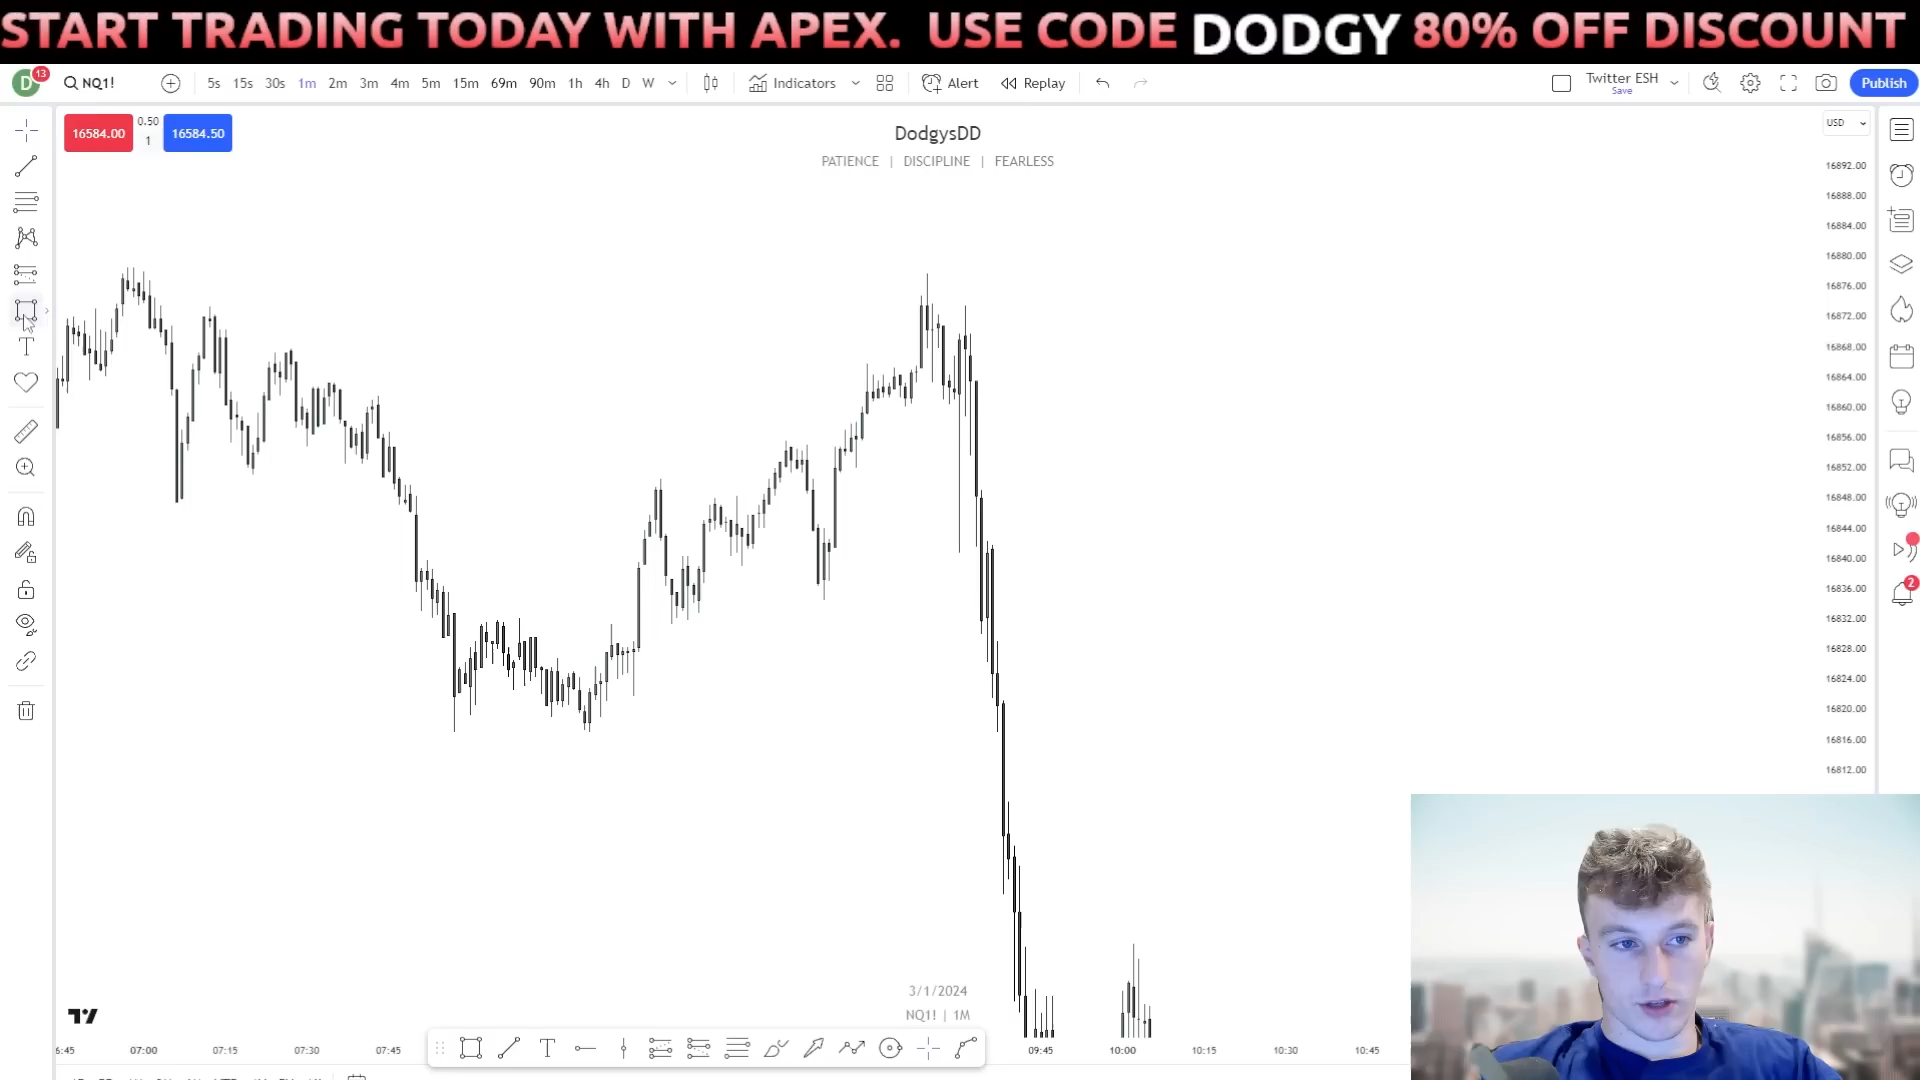 START TRADING TODAY WITH APEX. USE CODE DODGY 80% OFF DISCOUNT
D 13 NQ1! 5s 15s 30s 1m 2m 3m 4m 5m 15m 69m 90m 1h 4h D W Indicators Alert Replay Twitter ESH Save Publish
16584.00 0.50 1 16584.50
DodgysDD
USD
PATIENCE | DISCIPLINE | FEARLESS
16892.00
16888.00
16884.00
16880.00
16876.00
16872.00
16868.00
16864.00
16860.00
16856.00
16852.00
16848.00
16844.00
16840.00
16836.00
2
16832.00
16828.00
16824.00
16820.00
16816.00
16812.00
3/1/2024
NQ1! | 1M
6:45 07:00 07:15 07:30 07:45 09:45 10:00 10:15 10:30 10:45